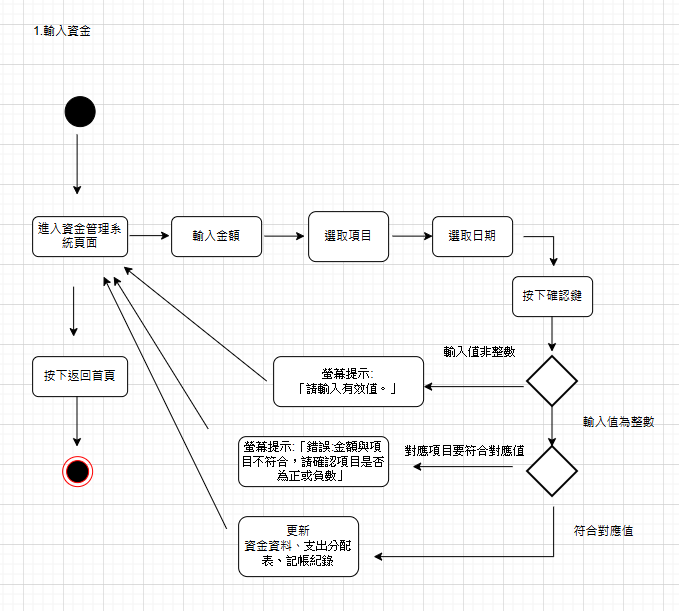 1.輸入資金
進入資金管理系
統頁面
輸入金額
選取項目
選取日期
按下確認鍵
輸入值非整數
螢幕提示:
「請輸入有效值。」
按下返回首頁
輸入值為整數
螢幕提示:「錯誤:金額與項
目不符合，請確認項目是否
為正或負數」
對應項目要符合對應值
更新
資金資料、支出分配
表、記帳紀錄
符合對應值